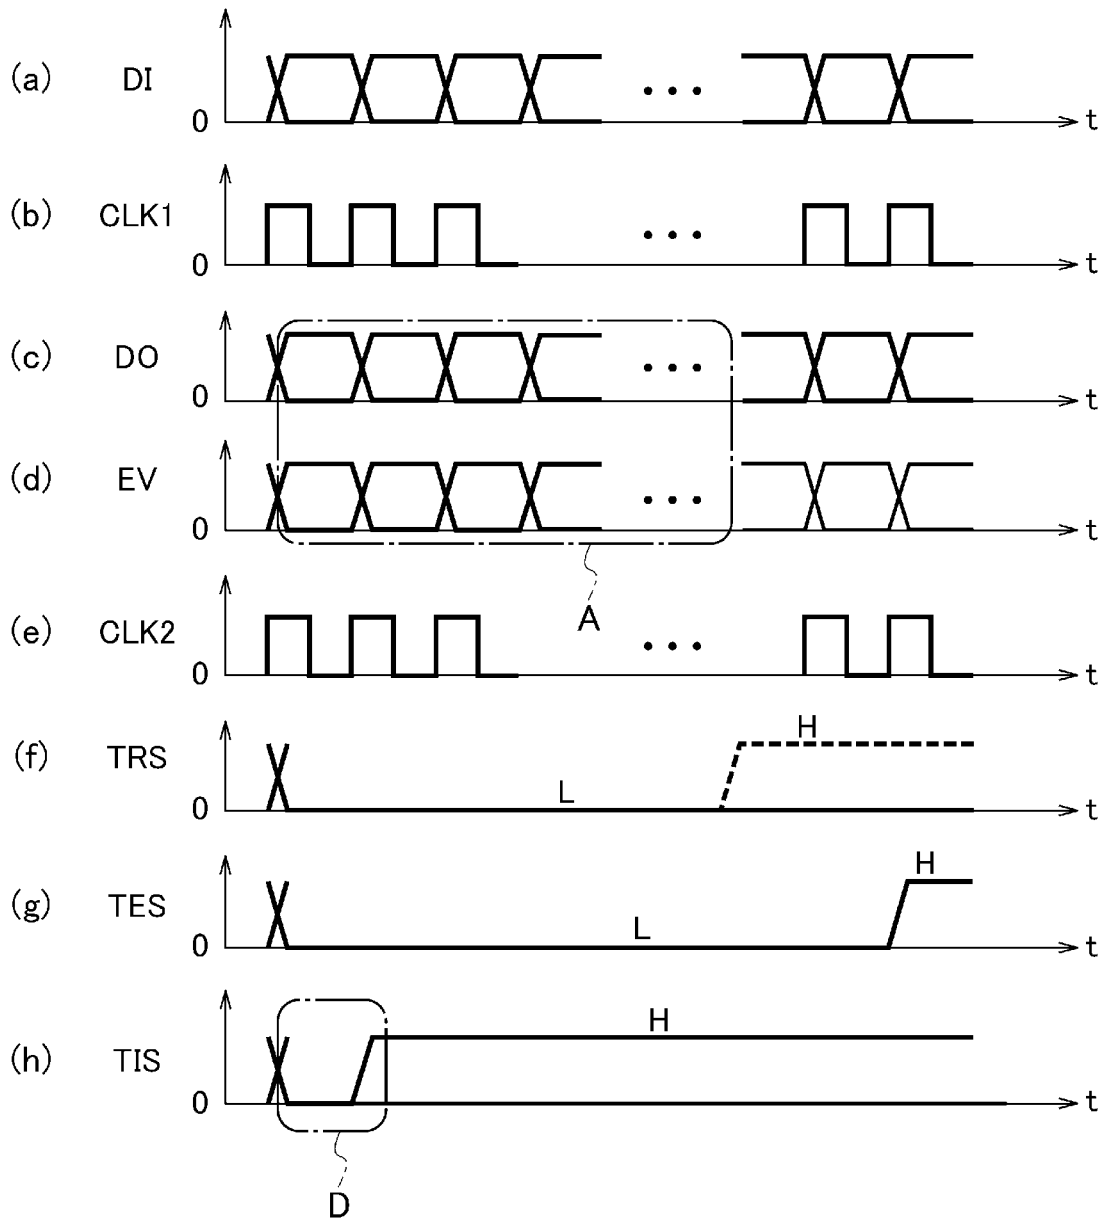 (a) DI 0 t
(b) CLK1 0 t
(c) DO 0 t
(d) EV 0 t
A
(e) CLK2 0 t
(f) TRS 0 L H t
(g) TES 0 L H t
(h) TIS 0 H t
D